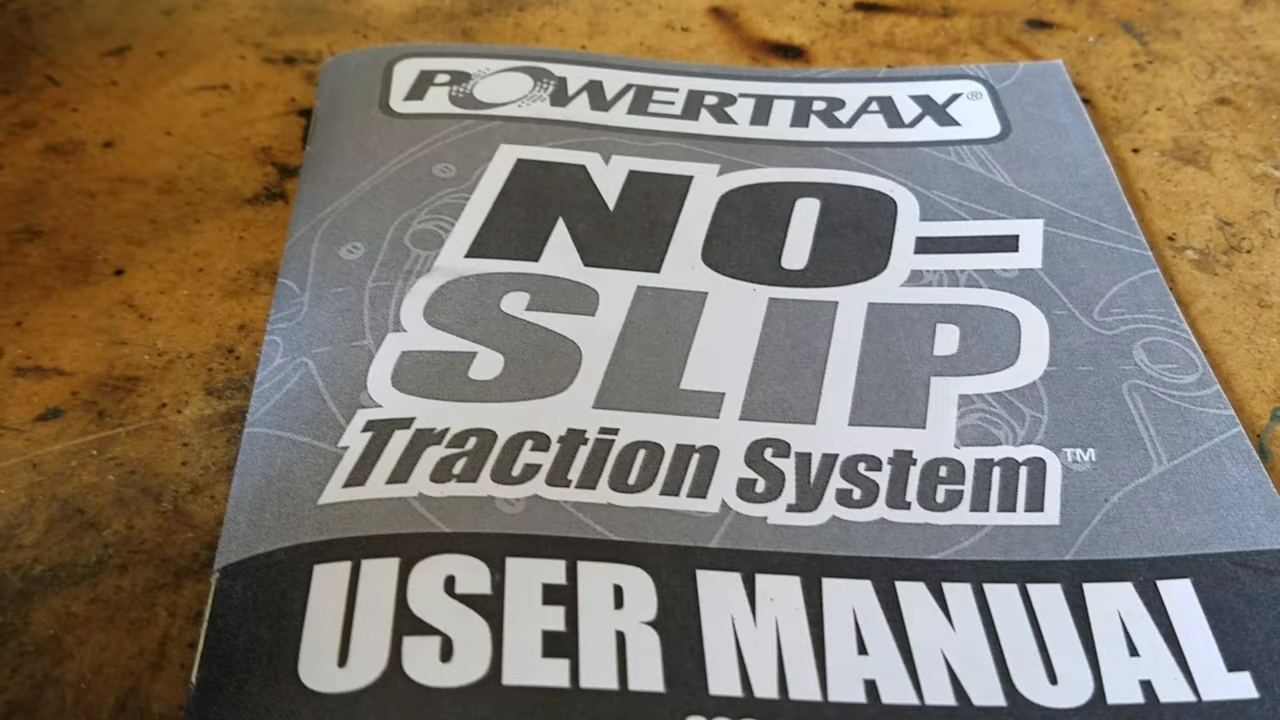 POWERTRAX®
NO-
SLIP
Traction System™
USER MANUAL